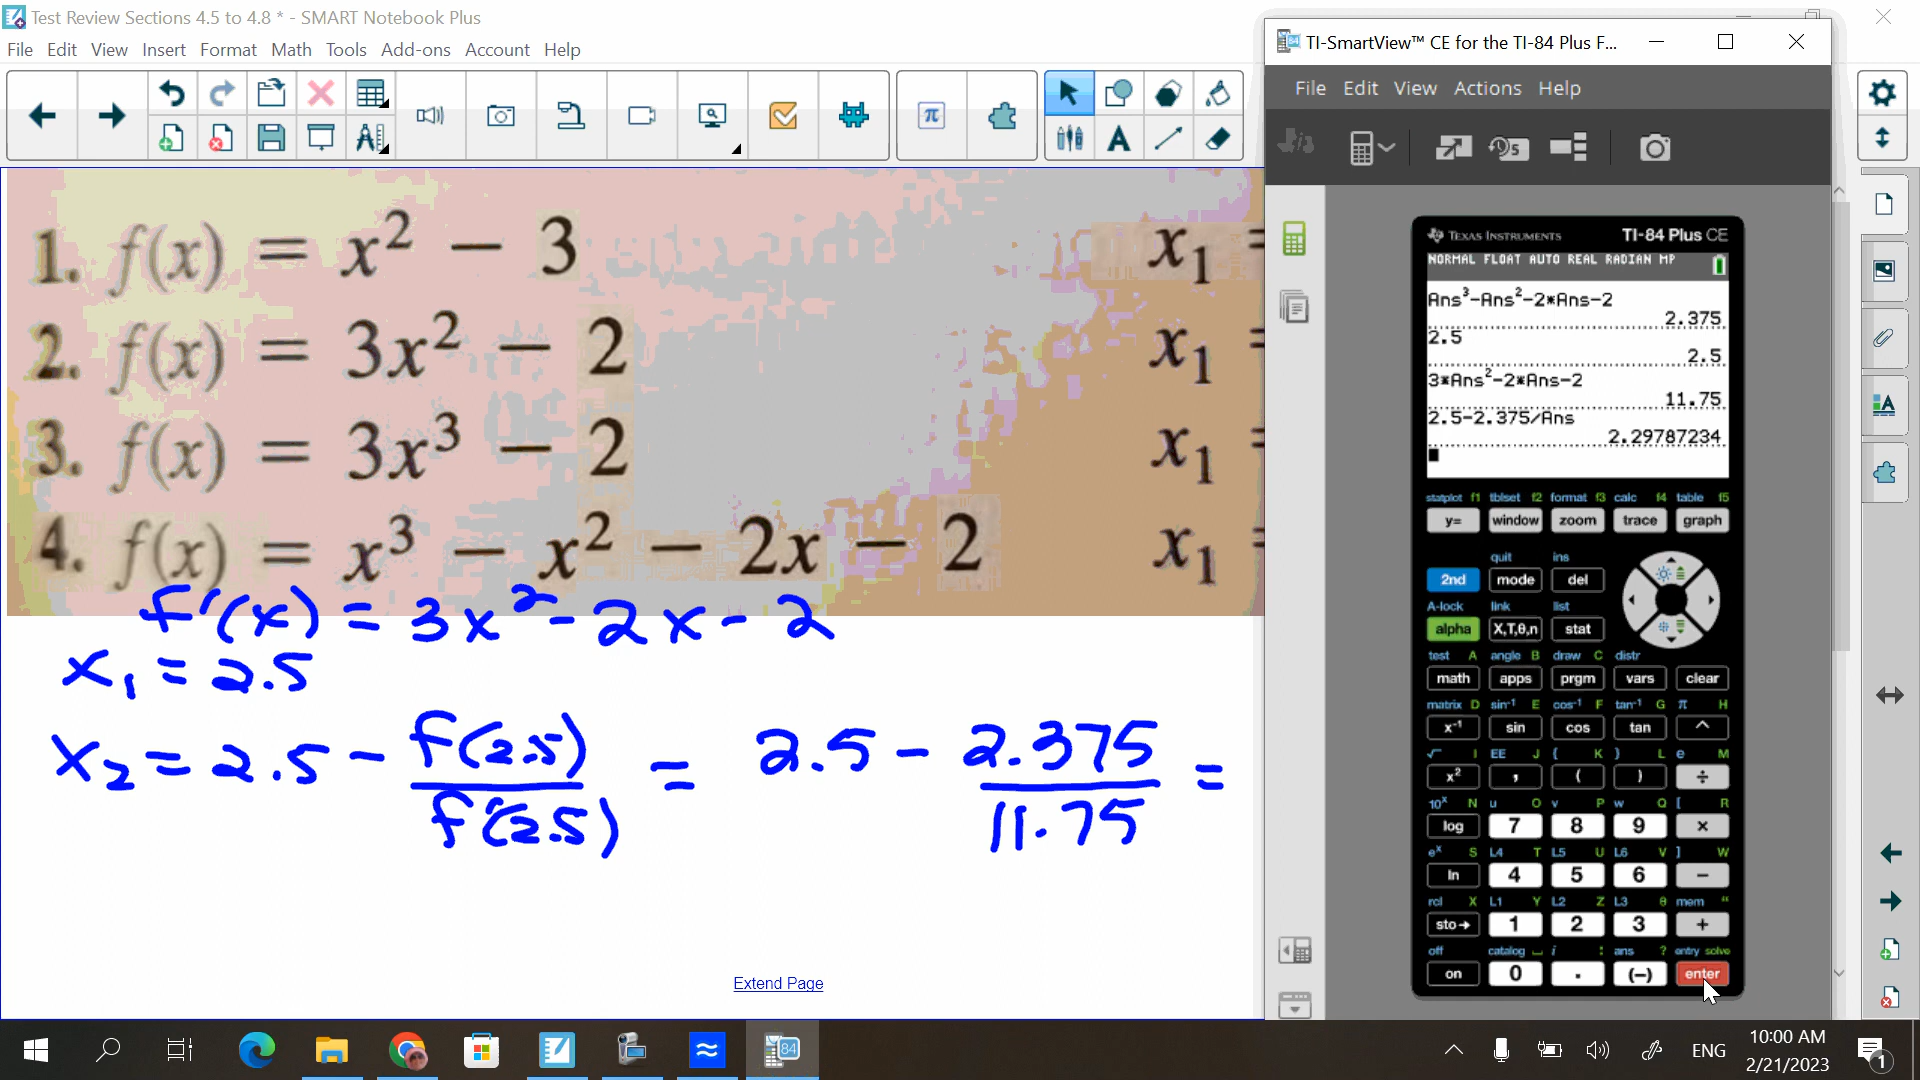 Test Review Sections 4.5 to 4.8 * - SMART Notebook Plus
File Edit View Insert Format Math Tools Add-ons Account Help
1. f(x) = x² − 3 x₁ =
2. f(x) = 3x² − 2 x₁ =
3. f(x) = 3x³ − 2 x₁ =
4. f(x) = x³ − x² − 2x − 2 x₁ =
f'(x) = 3x² - 2x - 2
x₁ = 2.5
x₂ = 2.5 - f(2.5)/f'(2.5) = 2.5 - 2.375/11.75 =
Extend Page
TI-SmartView™ CE for the TI-84 Plus F...
File Edit View Actions Help
TEXAS INSTRUMENTS TI-84 Plus CE
NORMAL FLOAT AUTO REAL RADIAN MP
Ans³-Ans²-2*Ans-2
2.375
2.5
2.5
3*Ans²-2*Ans-2
11.75
2.5-2.375/Ans
2.29787234
statplot f1 tblset f2 format f3 calc f4 table f5
y= window zoom trace graph
quit ins
2nd mode del
A-lock link list
alpha X,T,θ,n stat
test A angle B draw C distr
math apps prgm vars clear
matrix D sin⁻¹ E cos⁻¹ F tan⁻¹ G π H
x⁻¹ sin cos tan ^
√ I EE J { K } L e M
x² , ( ) ÷
10ˣ N u O v P w Q [ R
log 7 8 9 ×
eˣ S L4 T L5 U L6 V ] W
ln 4 5 6 −
rcl X L1 Y L2 Z L3 θ mem "
sto→ 1 2 3 +
off catalog ⎵ i : ans ? entry solve
on 0 . (−) enter
84
ENG
10:00 AM
2/21/2023
1